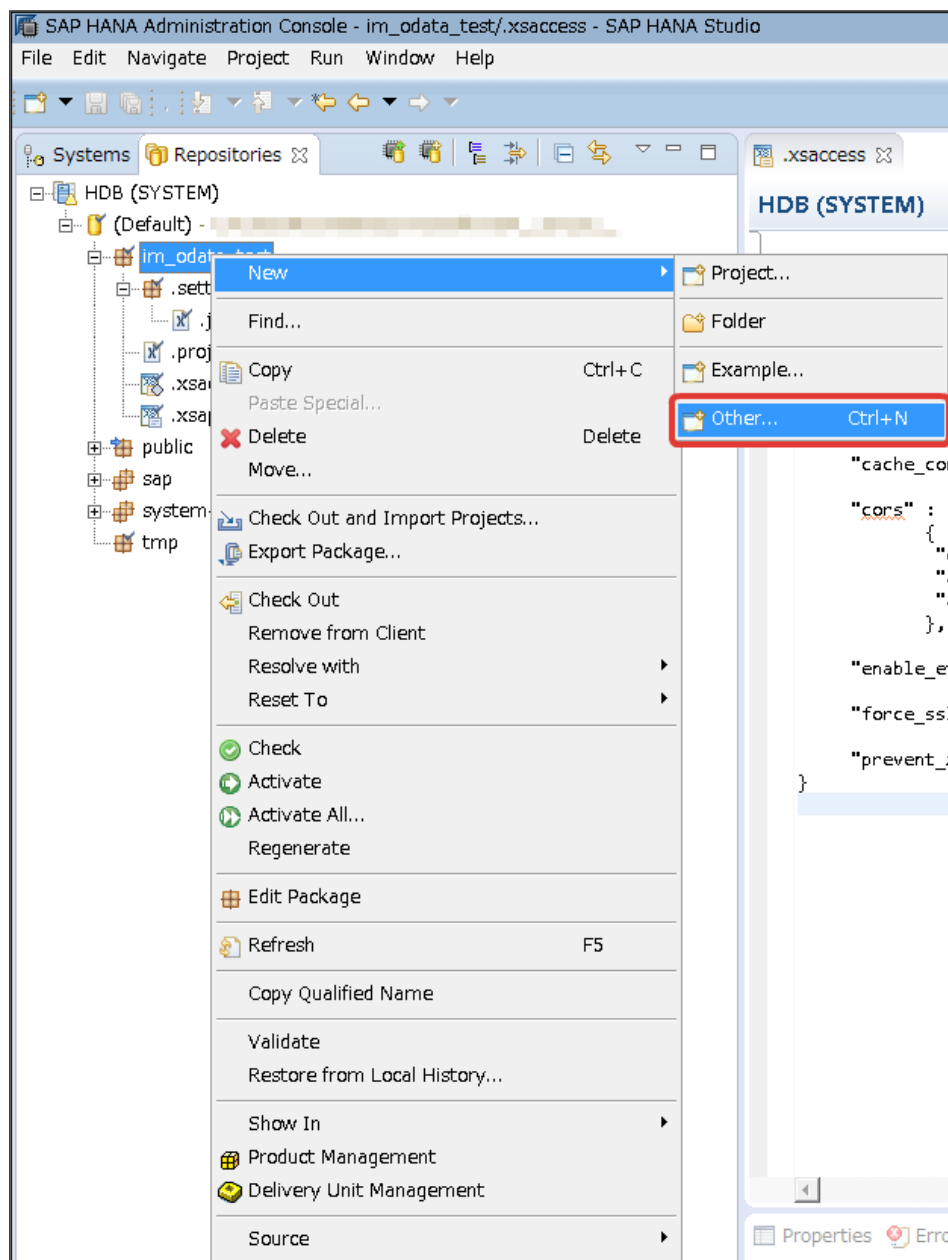 SAP HANA Administration Console - im_odata_test/.xsaccess - SAP HANA Studio
File Edit Navigate Project Run Window Help
Systems Repositories
.xsaccess
HDB (SYSTEM)
HDB (SYSTEM)
(Default) -
New
Project...
Find...
Folder
Copy Ctrl+C
Example...
Paste Special...
Other... Ctrl+N
Delete Delete
public
Move...
sap
"cors" :
{
system
Check Out and Import Projects...
tmp
Export Package...
Check Out
},
Remove from Client
Resolve with
Reset To
Check
}
Activate
Activate All...
Regenerate
Edit Package
Refresh F5
Copy Qualified Name
Validate
Restore from Local History...
Show In
Product Management
Delivery Unit Management
Source
Properties